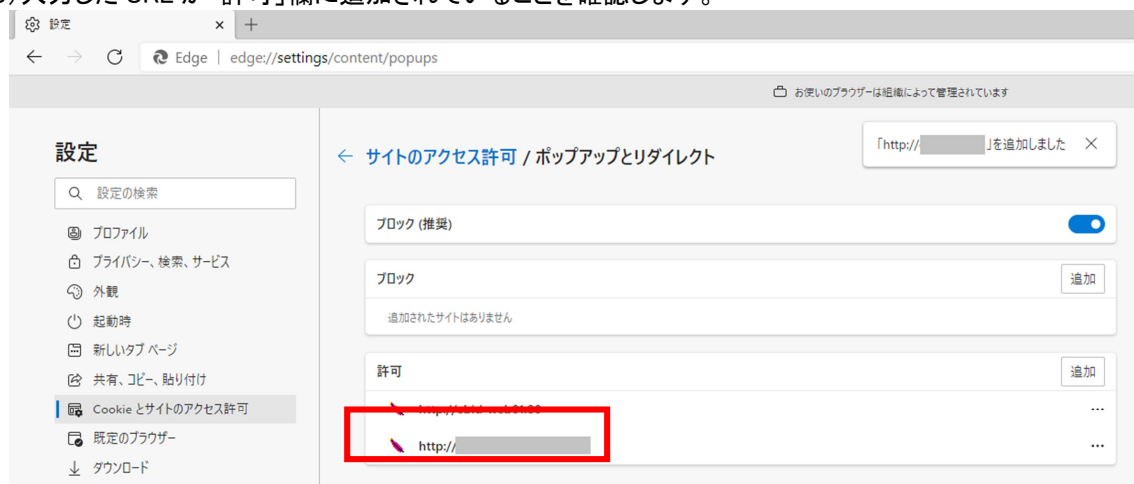 入力した URL が「許可」欄に追加されていることを確認します。
設定
Edge | edge://settings/content/popups
お使いのブラウザーは組織によって管理されています
設定
← サイトのアクセス許可 / ポップアップとリダイレクト
「http:// 」を追加しました
設定の検索
ブロック (推奨)
プロファイル
プライバシー、検索、サービス
外観
起動時
新しいタブ ページ
共有、コピー、貼り付け
Cookie とサイトのアクセス許可
既定のブラウザー
ダウンロード
ブロック
追加
追加されたサイトはありません
許可
追加
http://